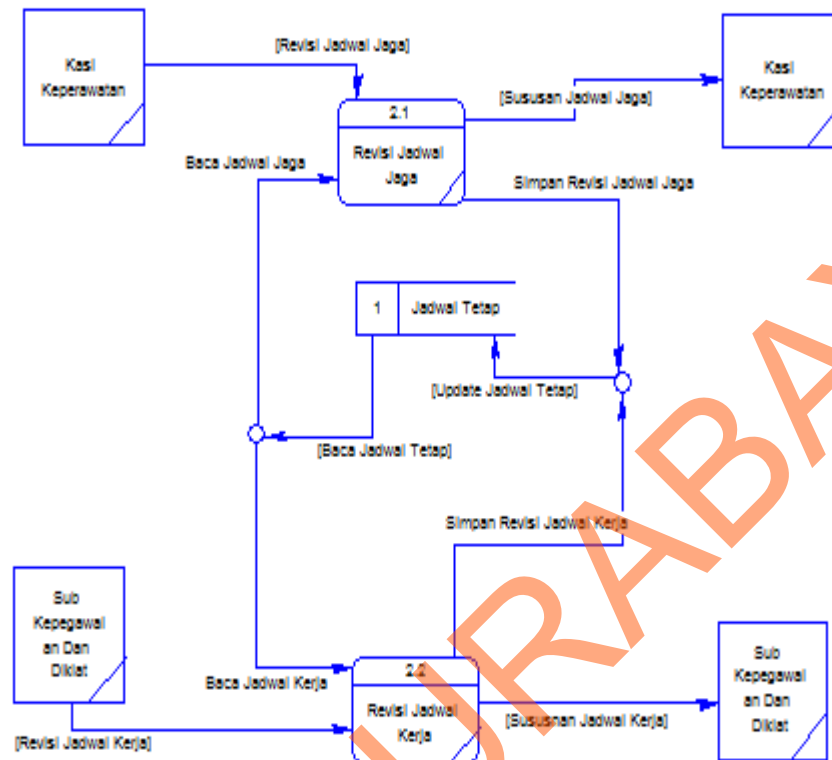 Kasi
Keperawatan
[Revisi Jadwal Jaga]
Kasi
Keperawatan
[Sususan Jadwal Jaga]
2.1
Revisi Jadwal
Jaga
Baca Jadwal Jaga
Simpan Revisi Jadwal Jaga
1
Jadwal Tetap
[Update Jadwal Tetap]
[Baca Jadwal Tetap]
Simpan Revisi Jadwal Kerja
Sub
Kepegawai
an Dan
Diklat
Baca Jadwal Kerja
2.2
Revisi Jadwal
Kerja
[Revisi Jadwal Kerja]
[Sususnan Jadwal Kerja]
Sub
Kepegawai
an Dan
Diklat
URABA